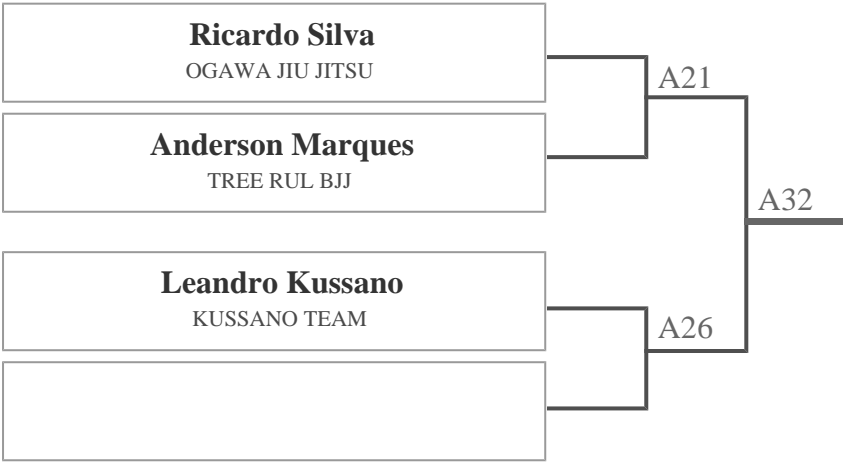 Ricardo Silva
OGAWA JIU JITSU
A21
Anderson Marques
TREE RUL BJJ
A32
Leandro Kussano
KUSSANO TEAM
A26